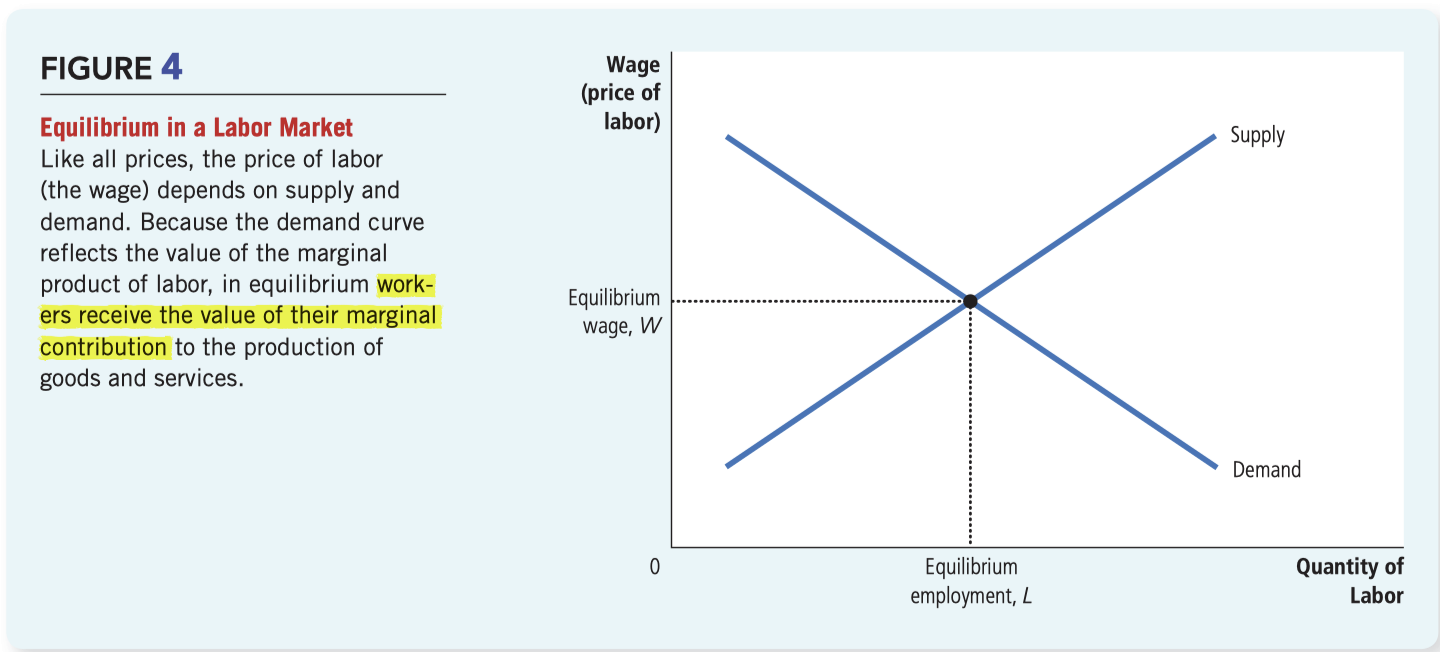 FIGURE 4
Equilibrium in a Labor Market
Like all prices, the price of labor
(the wage) depends on supply and
demand. Because the demand curve
reflects the value of the marginal
product of labor, in equilibrium work-
ers receive the value of their marginal
contribution to the production of
goods and services.
Wage
(price of
labor)
Supply
Equilibrium
wage, W
Demand
0
Equilibrium
employment, L
Quantity of
Labor